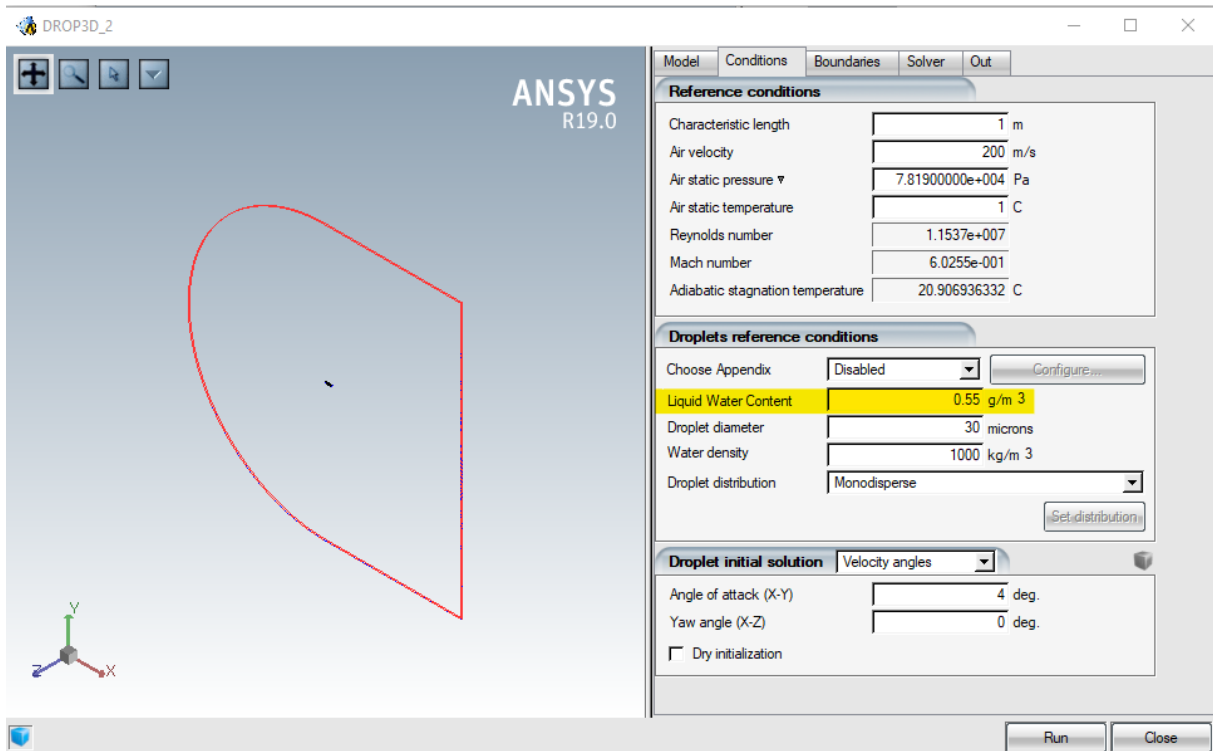 DROP3D_2
ANSYS
R19.0
Y
Z
X
Model Conditions Boundaries Solver Out
Reference conditions
Characteristic length 1 m
Air velocity 200 m/s
Air static pressure ▿ 7.81900000e+004 Pa
Air static temperature 1 C
Reynolds number 1.1537e+007
Mach number 6.0255e-001
Adiabatic stagnation temperature 20.906936332 C
Droplets reference conditions
Choose Appendix Disabled Configure...
Liquid Water Content 0.55 g/m 3
Droplet diameter 30 microns
Water density 1000 kg/m 3
Droplet distribution Monodisperse
Set distribution
Droplet initial solution Velocity angles
Angle of attack (X-Y) 4 deg.
Yaw angle (X-Z) 0 deg.
Dry initialization
Run Close